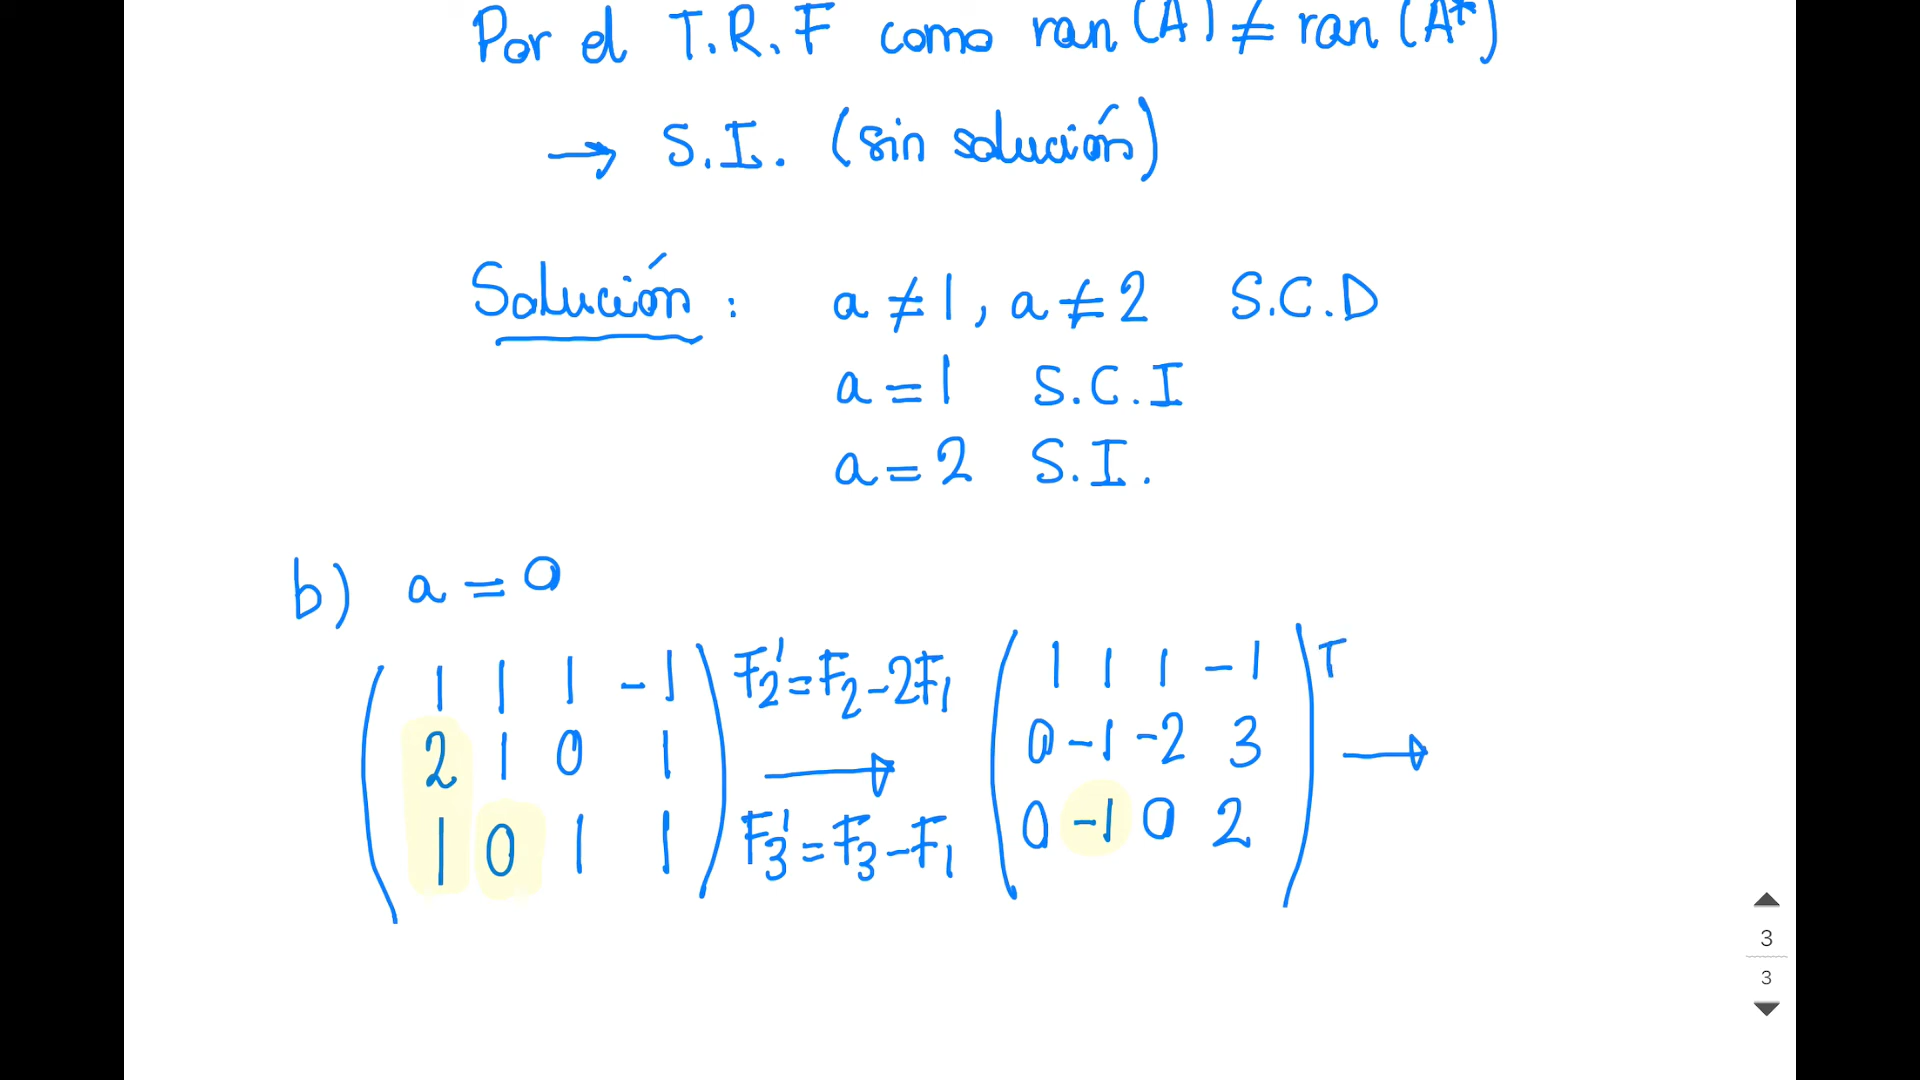 Por el T.R.F como ran (A) ≠ ran (A*)
→ S.I. (sin solución)
Solución : a ≠ 1, a ≠ 2 S.C.D
a = 1 S.C.I
a = 2 S.I.
b) a = 0
1 1 1 -1 F2' = F2 - 2F1 1 1 1 -1 T
2 1 0 1 → 0 -1 -2 3 →
1 0 1 1 F3' = F3 - F1 0 -1 0 2
3
3